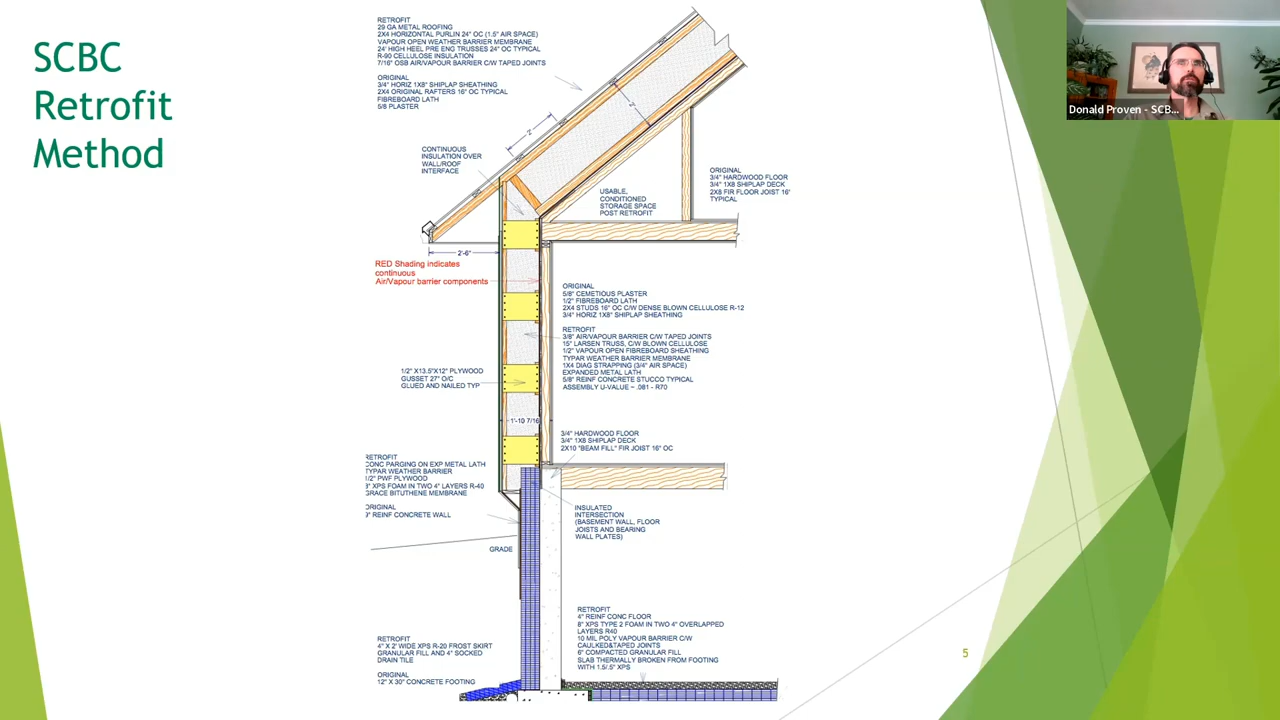 SCBC
Retrofit
Method
RETROFIT
29 GA METAL ROOFING
2X4 HORIZONTAL PURLIN 24" OC (1.5" AIR SPACE)
VAPOUR OPEN WEATHER BARRIER MEMBRANE
24' HIGH HEEL PRE ENG TRUSSES 24" OC TYPICAL
R-90 CELLULOSE INSULATION
7/16" OSB AIR/VAPOUR BARRIER C/W TAPED JOINTS
ORIGINAL
3/4" HORIZ 1X8" SHIPLAP SHEATHING
2X4 ORIGINAL RAFTERS 16" OC TYPICAL
FIBREBOARD LATH
5/8 PLASTER
CONTINUOUS
INSULATION OVER
WALL/ROOF
INTERFACE
2'
2'
USABLE,
CONDITIONED
STORAGE SPACE
POST RETROFIT
ORIGINAL
3/4" HARDWOOD FLOOR
3/4" 1X8 SHIPLAP DECK
2X8 FIR FLOOR JOIST 16"
TYPICAL
2'-6"
RED Shading indicates
continuous
Air/Vapour barrier components
ORIGINAL
5/8" CEMETIOUS PLASTER
1/2" FIBREBOARD LATH
2X4 STUDS 16" OC C/W DENSE BLOWN CELLULOSE R-12
3/4" HORIZ 1X8" SHIPLAP SHEATHING
RETROFIT
3/8" AIR/VAPOUR BARRIER C/W TAPED JOINTS
15" LARSEN TRUSS, C/W BLOWN CELLULOSE
1/2" VAPOUR OPEN FIBREBOARD SHEATHING
TYPAR WEATHER BARRIER MEMBRANE
1X4 DIAG STRAPPING (3/4" AIR SPACE)
EXPANDED METAL LATH
5/8" REINF CONCRETE STUCCO TYPICAL
ASSEMBLY U-VALUE ~ .081 - R70
1/2" X13.5"X12" PLYWOOD
GUSSET 27" O/C
GLUED AND NAILED TYP
1'-10 7/16"
3/4" HARDWOOD FLOOR
3/4" 1X8 SHIPLAP DECK
2X10 "BEAM FILL" FIR JOIST 16" OC
RETROFIT
CONC PARGING ON EXP METAL LATH
TYPAR WEATHER BARRIER
1/2" PWF PLYWOOD
XPS FOAM IN TWO 4" LAYERS R-40
GRACE BITUTHENE MEMBRANE
ORIGINAL
REINF CONCRETE WALL
INSULATED
INTERSECTION
(BASEMENT WALL, FLOOR
JOISTS AND BEARING
WALL PLATES)
GRADE
RETROFIT
4" REINF CONC FLOOR
8" XPS TYPE 2 FOAM IN TWO 4" OVERLAPPED
LAYERS R40
10 MIL POLY VAPOUR BARRIER C/W
CAULKED&TAPED JOINTS
6" COMPACTED GRANULAR FILL
SLAB THERMALLY BROKEN FROM FOOTING
WITH 1.5/.5" XPS
RETROFIT
4" X 2' WIDE XPS R-20 FROST SKIRT
GRANULAR FILL AND 4" SOCKED
DRAIN TILE
ORIGINAL
12" X 30" CONCRETE FOOTING
5
Donald Proven - SCB...